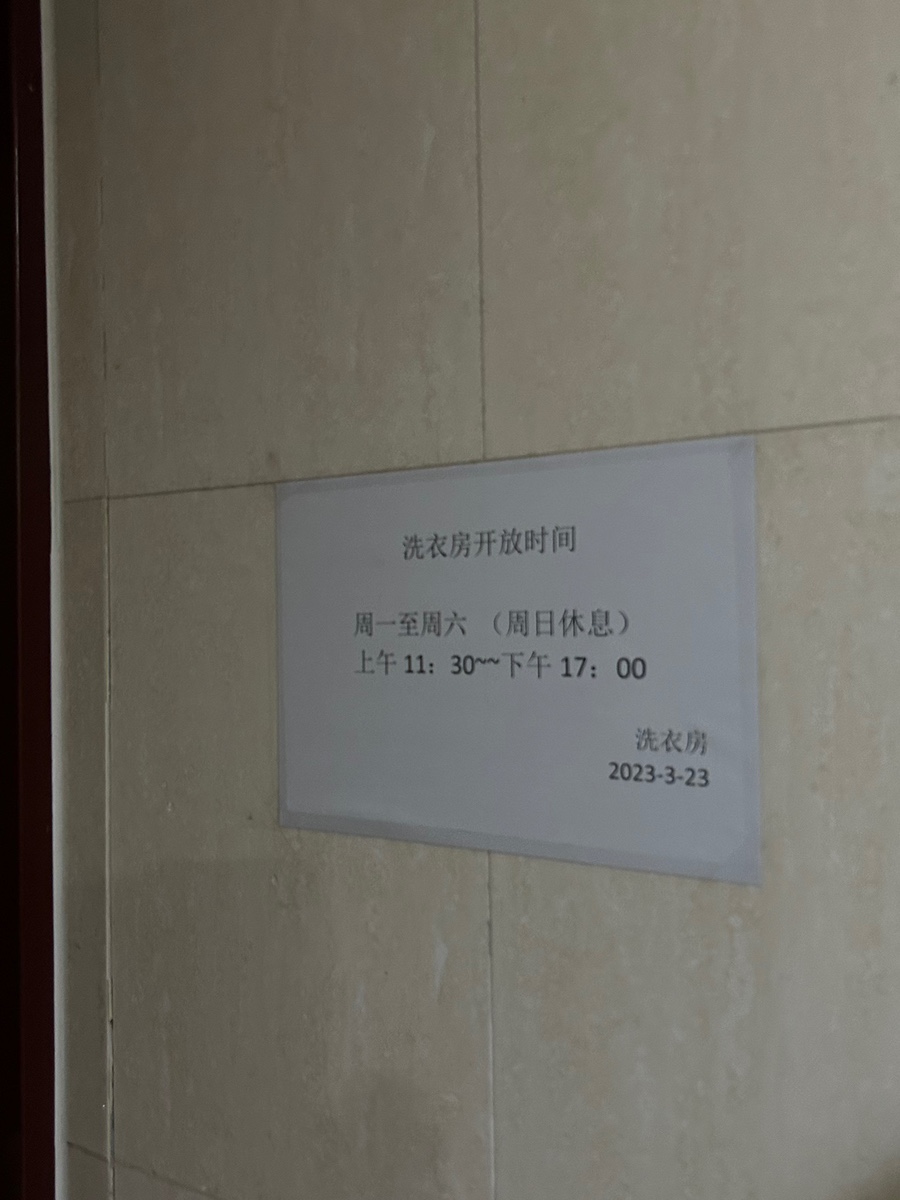 洗衣房开放时间
周一至周六 （周日休息）
上午 11：30~~下午 17：00
洗衣房
2023-3-23